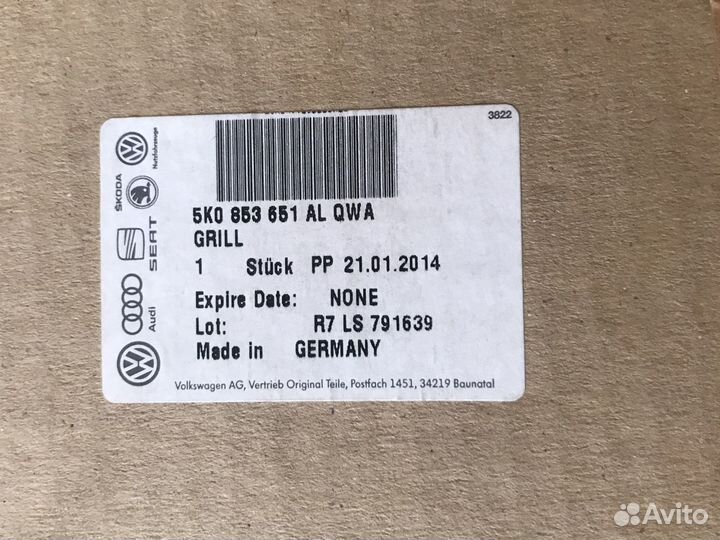 3822
Nutzfahrzeuge
ŠKODA
SEAT
Audi
5K0 853 651 AL QWA
GRILL
1 Stück PP 21.01.2014
Expire Date: NONE
Lot: R7 LS 791639
Made in GERMANY
Volkswagen AG, Vertrieb Original Teile, Postfach 1451, 34219 Baunatal
Avito